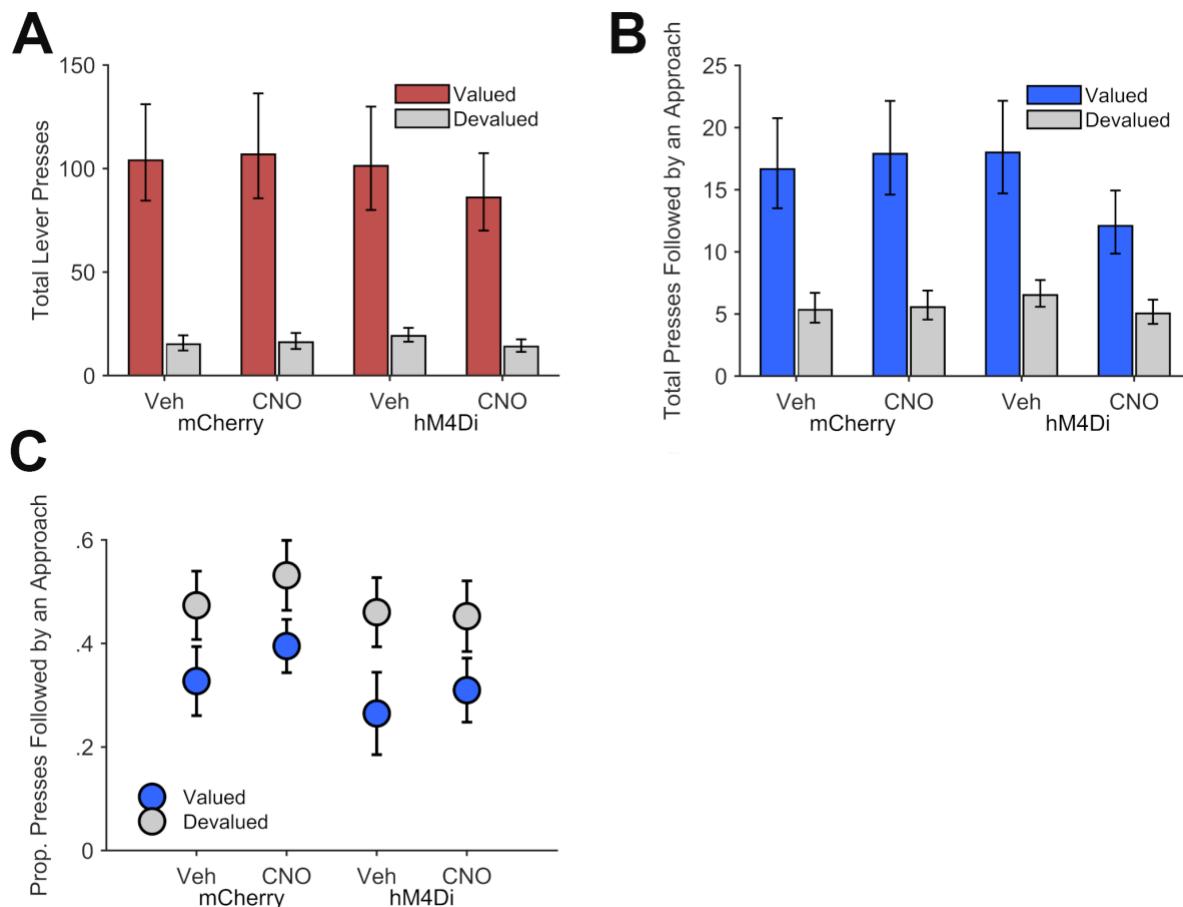 A
Total Lever Presses
150
100
50
0
Valued
Devalued
Veh
CNO
Veh
CNO
mCherry
hM4Di
B
Total Presses Followed by an Approach
25
20
15
10
5
0
Valued
Devalued
Veh
CNO
Veh
CNO
mCherry
hM4Di
C
Prop. Presses Followed by an Approach
.6
.4
.2
0
Valued
Devalued
Veh
CNO
Veh
CNO
mCherry
hM4Di